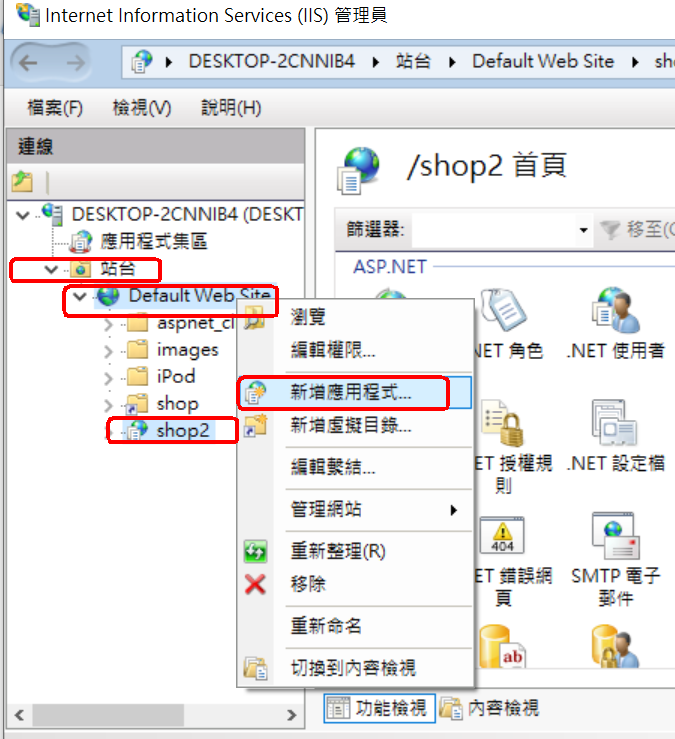 Internet Information Services (IIS) 管理員
DESKTOP-2CNNIB4
站台
Default Web Site
檔案(F) 檢視(V) 說明(H)
連線
DESKTOP-2CNNIB4 (DESKT
應用程式集區
站台
Default Web Site
images
iPod
shop
shop2
瀏覽
編輯權限...
新增應用程式...
新增虛擬目錄...
編輯繫結...
管理網站
重新整理(R)
移除
重新命名
切換到內容檢視
/shop2 首頁
篩選器:
移至(
ASP.NET
.NET 角色
.NET 使用者
授權規
則
.NET 設定檔
404
錯誤網
頁
SMTP 電子
郵件
ab
功能檢視
內容檢視